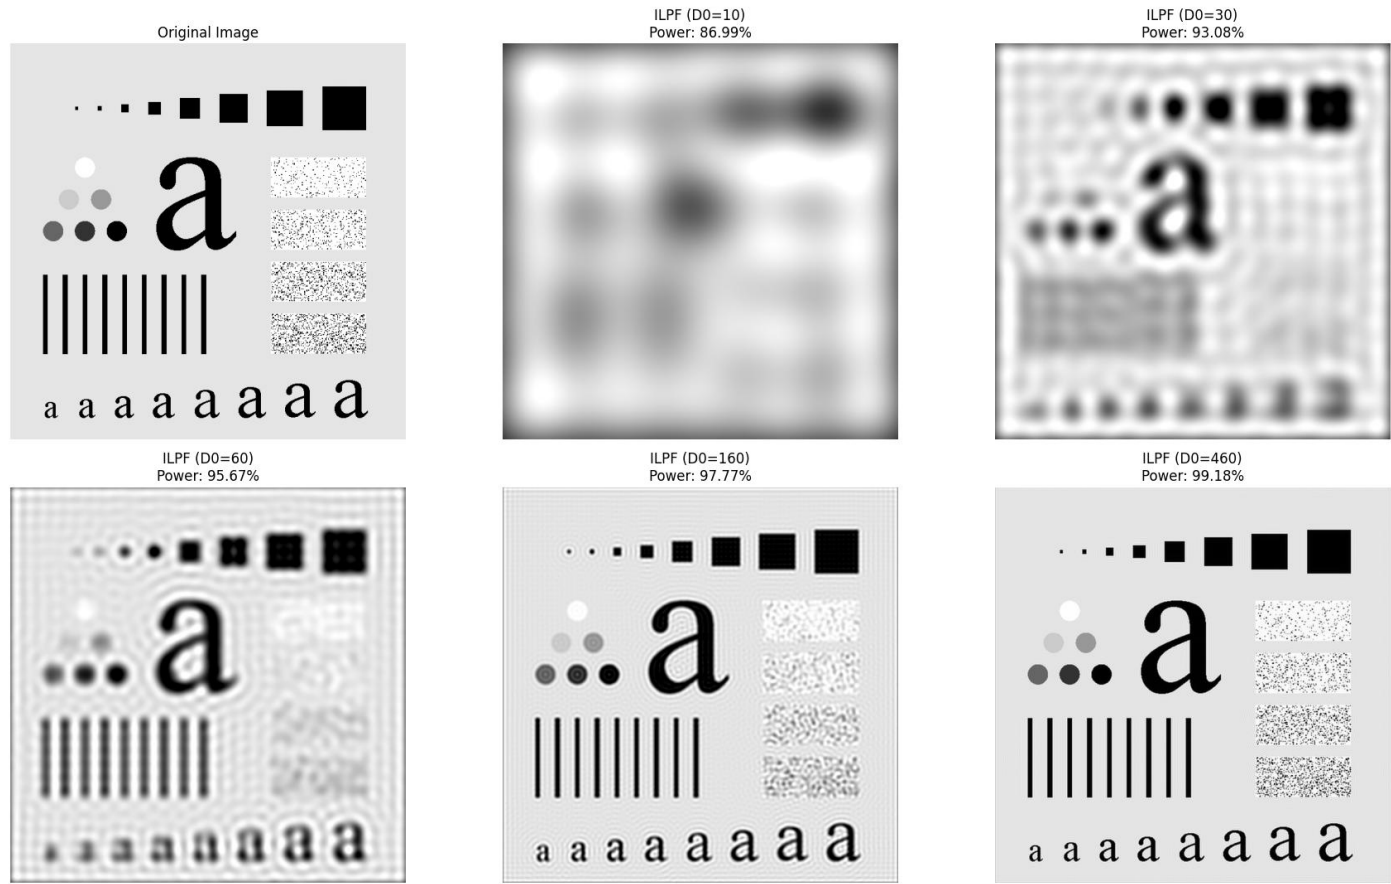 Original Image
ILPF (D0=10)
Power: 86.99%
ILPF (D0=30)
Power: 93.08%
a
a a a a a a a a
a
ILPF (D0=60)
Power: 95.67%
ILPF (D0=160)
Power: 97.77%
ILPF (D0=460)
Power: 99.18%
a
a a a a a a a a
a
a a a a a a a a
a
a a a a a a a a